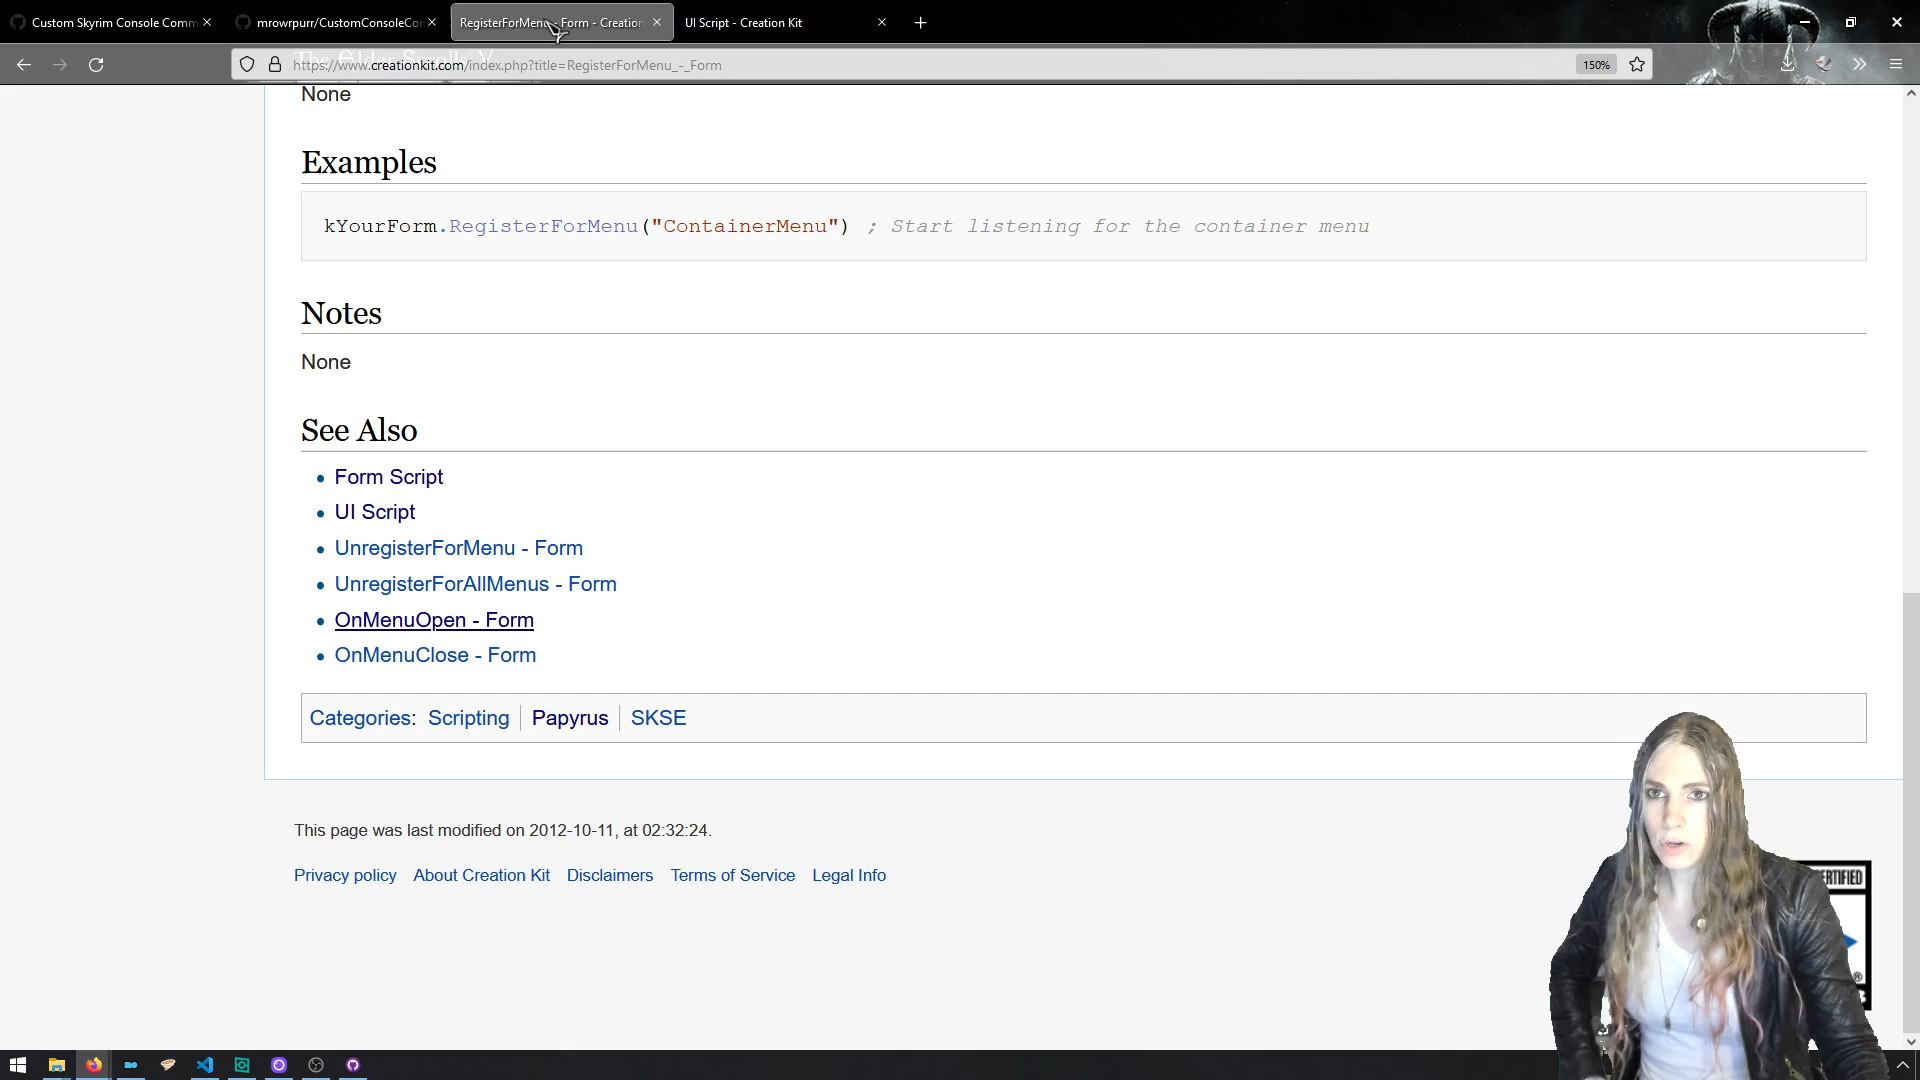 Custom Skyrim Console Comm
mrowrpurr/CustomConsoleCo
RegisterForMenu - Form - Creation
UI Script - Creation Kit
https://www.creationkit.com/index.php?title=RegisterForMenu_-_Form
150%
None
Examples
kYourForm.RegisterForMenu("ContainerMenu") ; Start listening for the container menu
Notes
None
See Also
Form Script
UI Script
UnregisterForMenu - Form
UnregisterForAllMenus - Form
OnMenuOpen - Form
OnMenuClose - Form
Categories: Scripting Papyrus SKSE
This page was last modified on 2012-10-11, at 02:32:24.
Privacy policy About Creation Kit Disclaimers Terms of Service Legal Info